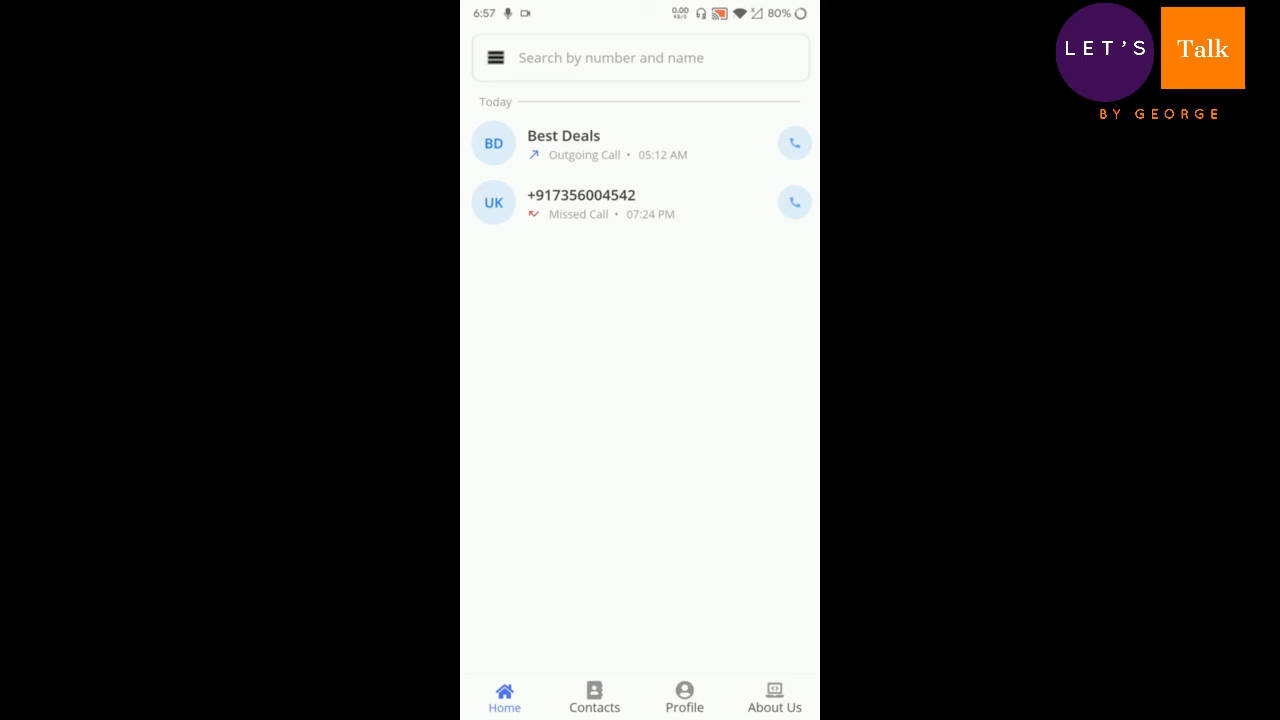 6:57
0.00
KB/S
80%
LET'S
Talk
BY GEORGE
Search by number and name
Today
BD
Best Deals
Outgoing Call • 05:12 AM
UK
+917356004542
Missed Call • 07:24 PM
Home
Contacts
Profile
About Us